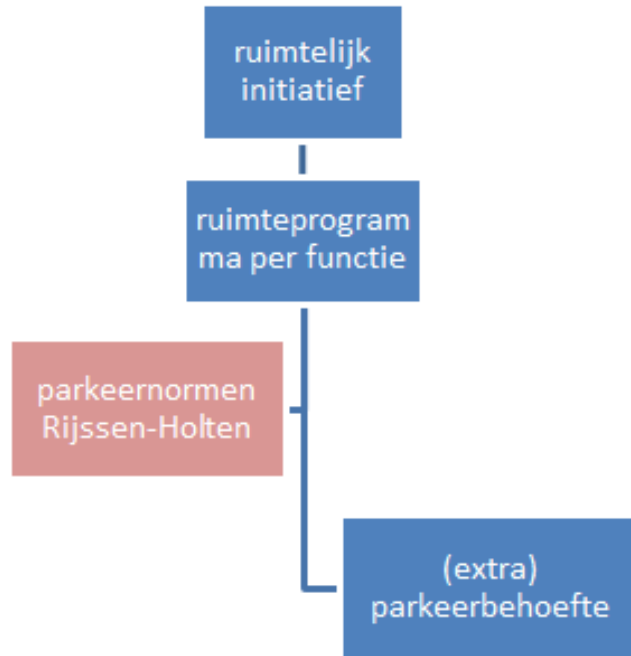 ruimtelijk
initiatief
ruimteprogram
ma per functie
parkeernormen
Rijssen-Holten
(extra)
parkeerbehoefte